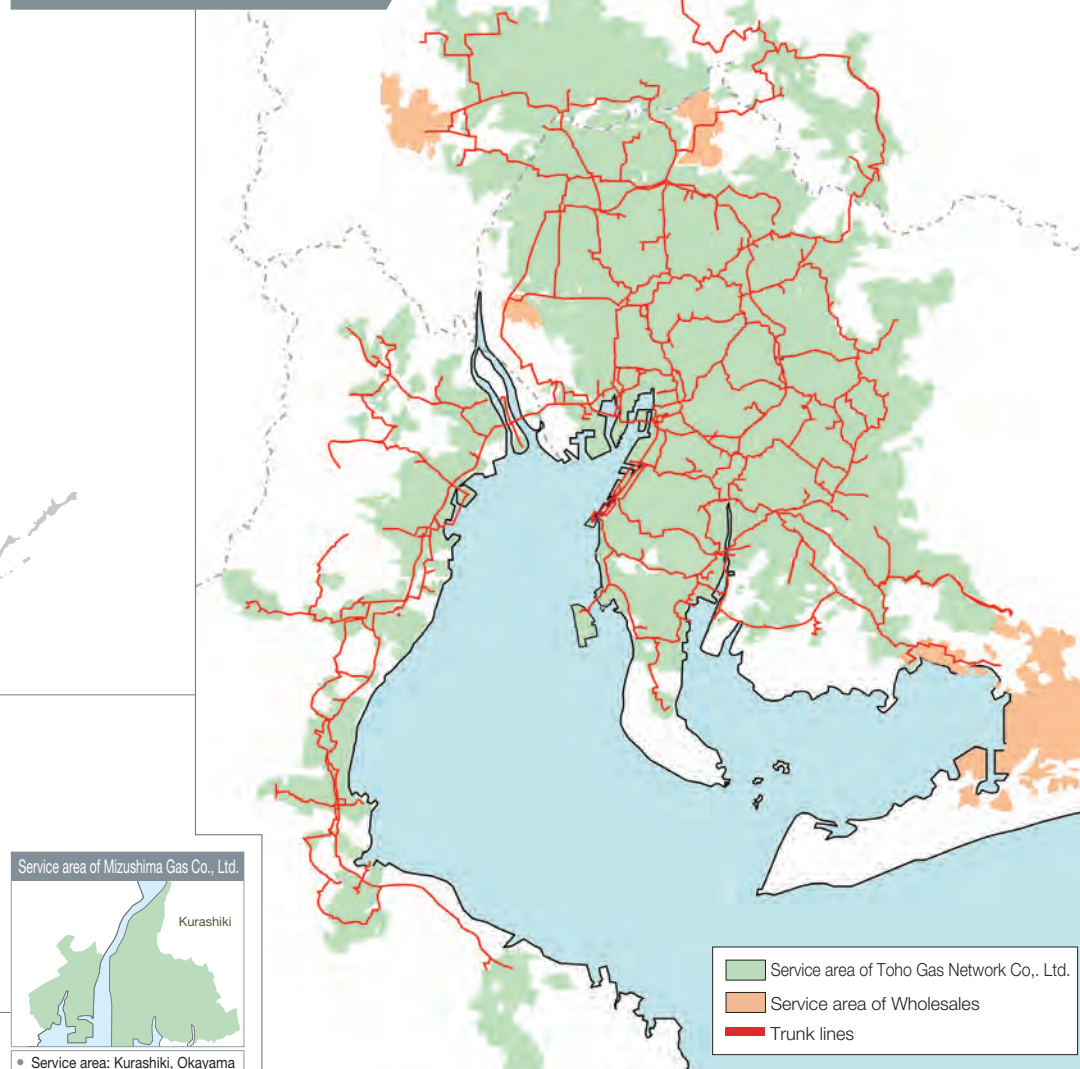 Service area of Mizushima Gas Co., Ltd.
Kurashiki
• Service area: Kurashiki, Okayama
Service area of Toho Gas Network Co,. Ltd.
Service area of Wholesales
Trunk lines